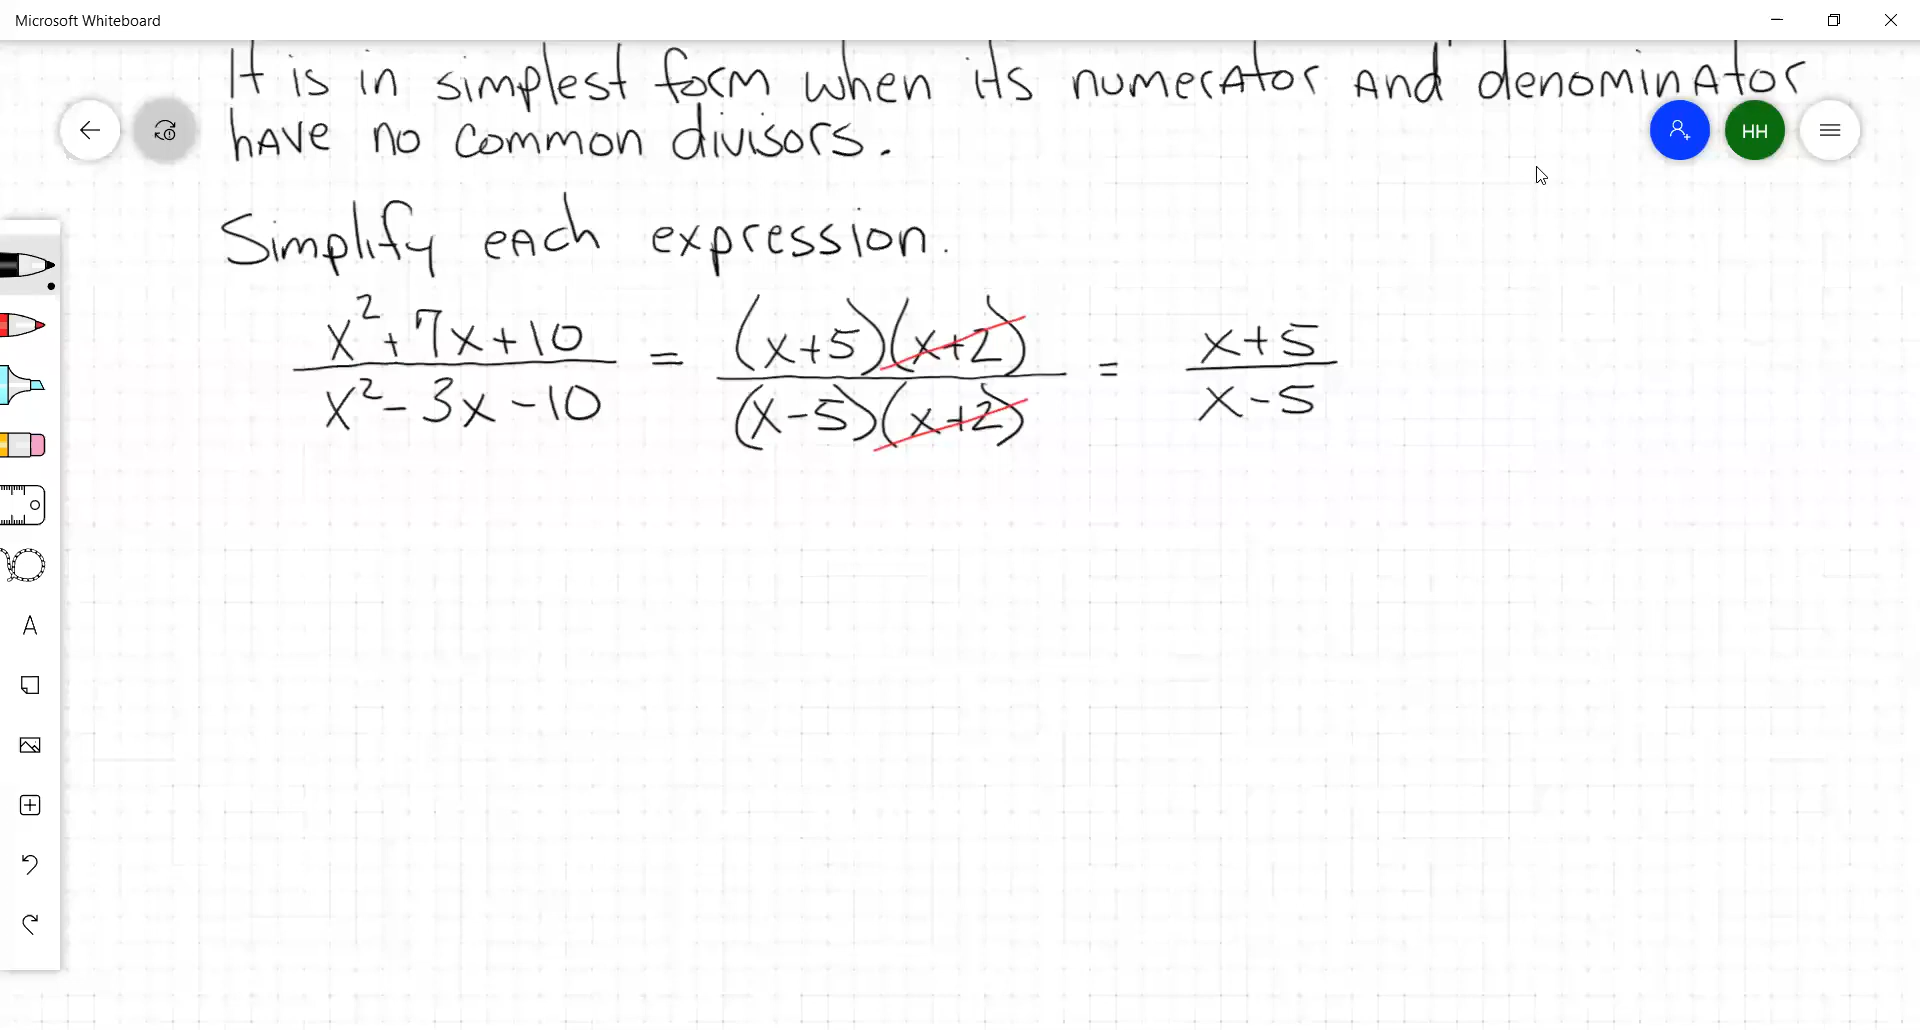 Microsoft Whiteboard
It is in simplest form when its numerator and denominator
have no common divisors.
HH
Simplify each expression.
x²+7x+10 / x²-3x-10 = (x+5)(x+2) / (x-5)(x+2) = x+5 / x-5
A